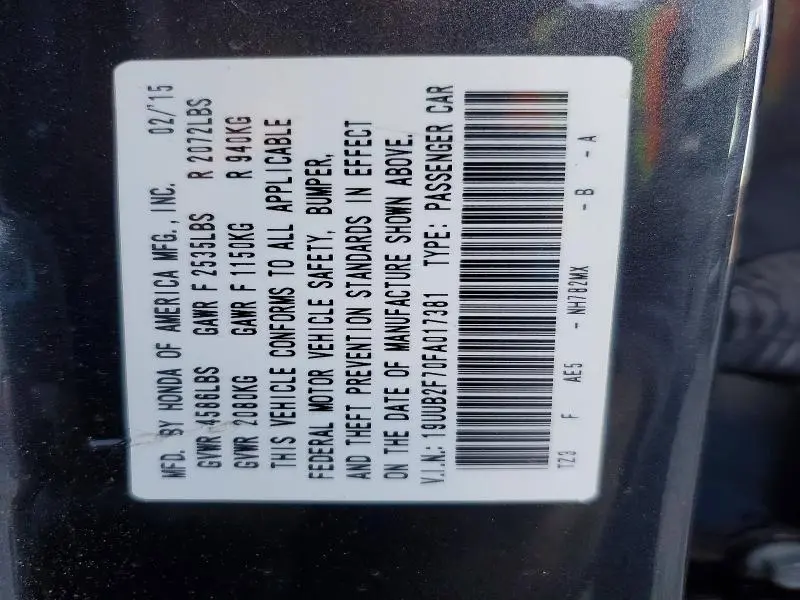 MFD. BY HONDA OF AMERICA MFG., INC. 02/'15
GVWR 4586LBS GAWR F 2535LBS R 2072LBS
GVWR 2080KG GAWR F 1150KG R 940KG
THIS VEHICLE CONFORMS TO ALL APPLICABLE
FEDERAL MOTOR VEHICLE SAFETY, BUMPER,
AND THEFT PREVENTION STANDARDS IN EFFECT
ON THE DATE OF MANUFACTURE SHOWN ABOVE.
V.I.N.: 19UUB2F70FA017381 TYPE: PASSENGER CAR
TZ3 F AE5 - NH782MX - B - A